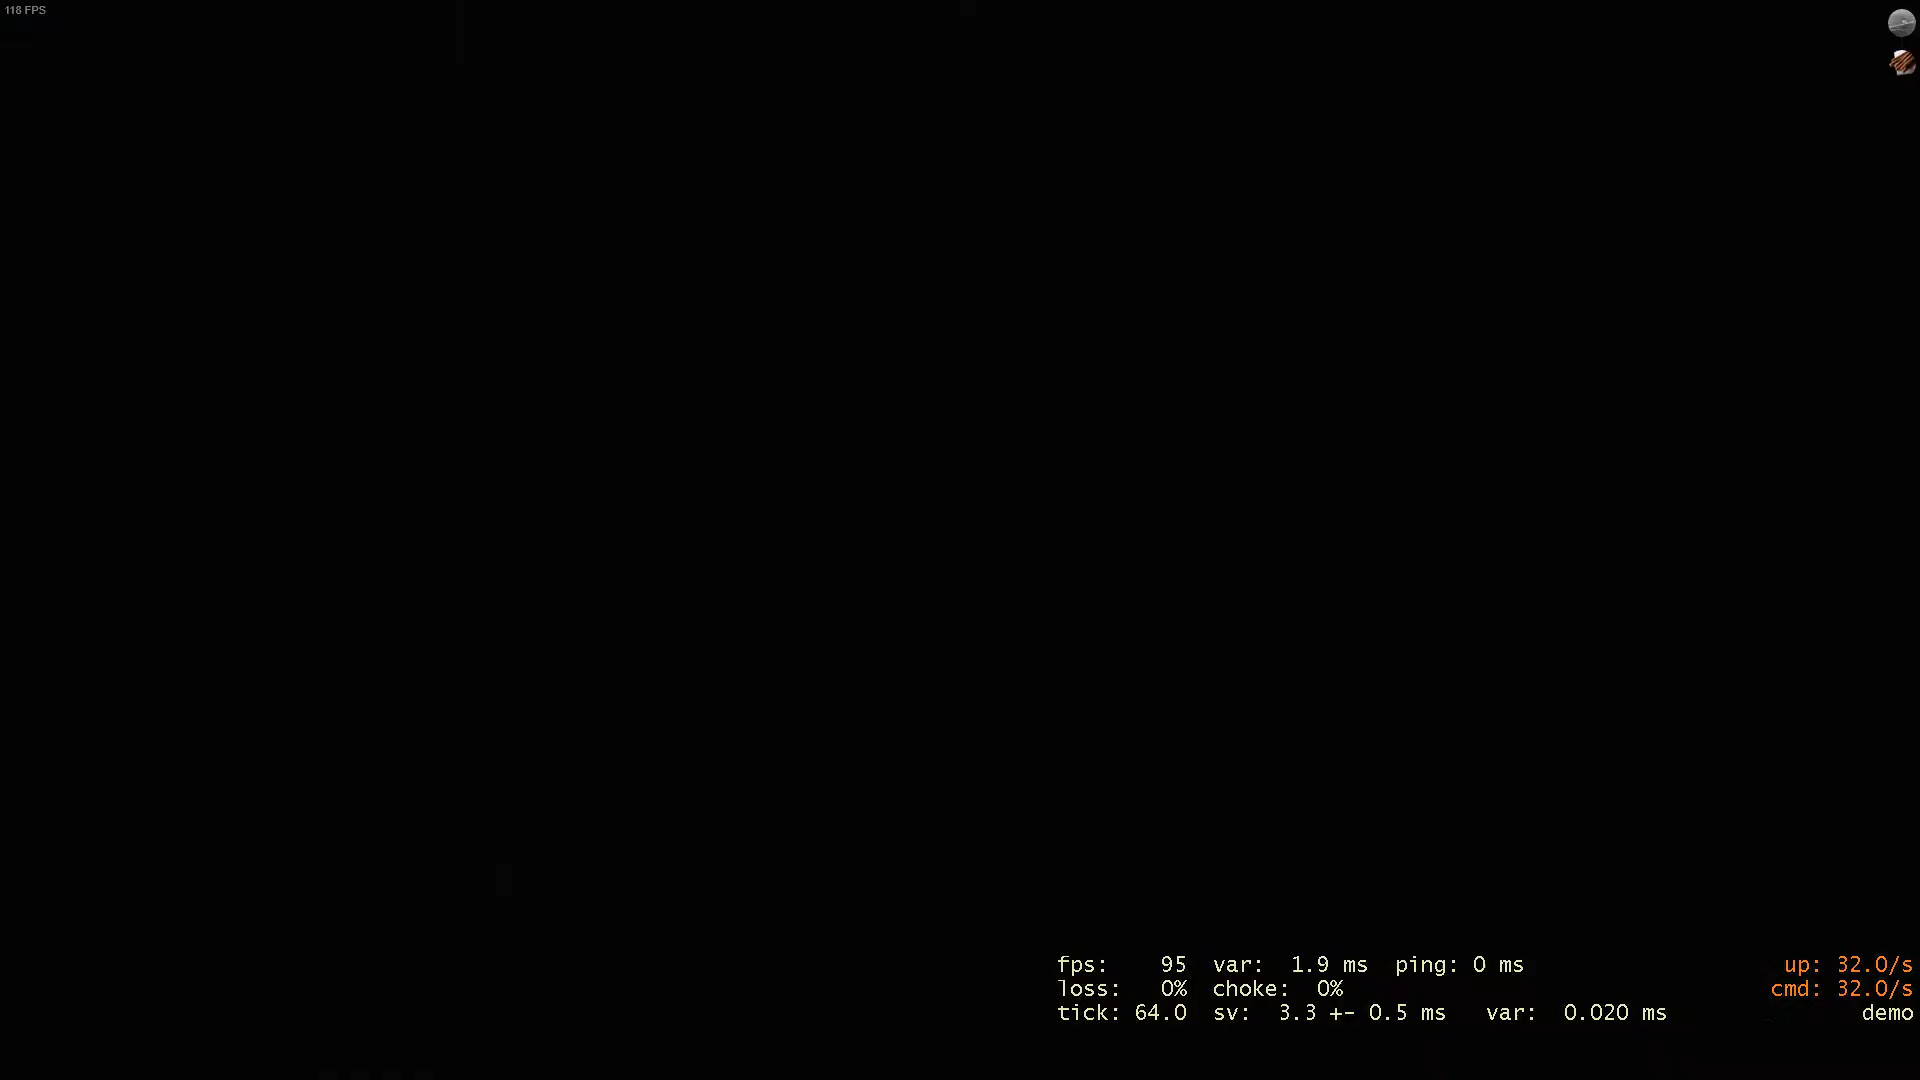 118 FPS
fps: 95 var: 1.9 ms ping: 0 ms up: 32.0/s
loss: 0% choke: 0% cmd: 32.0/s
tick: 64.0 sv: 3.3 +- 0.5 ms var: 0.020 ms demo